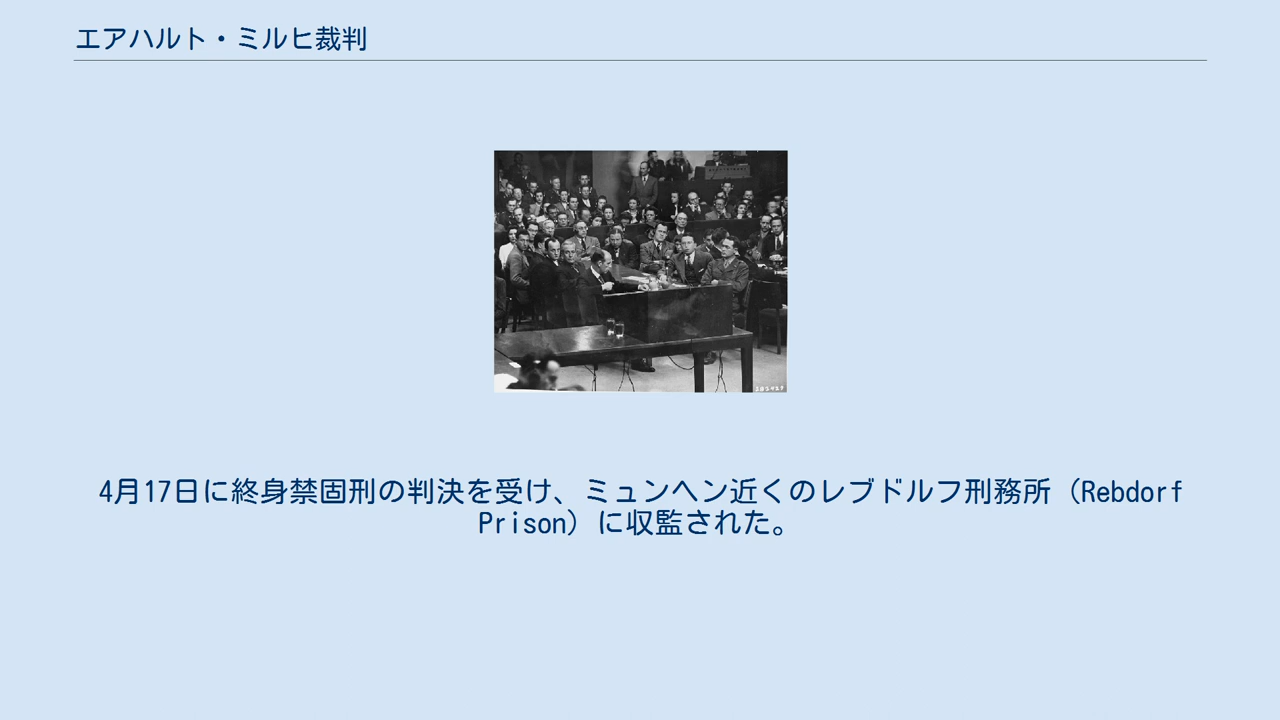 エアハルト・ミルヒ裁判
4月17日に終身禁固刑の判決を受け、ミュンヘン近くのレブドルフ刑務所（Rebdorf
Prison）に収監された。